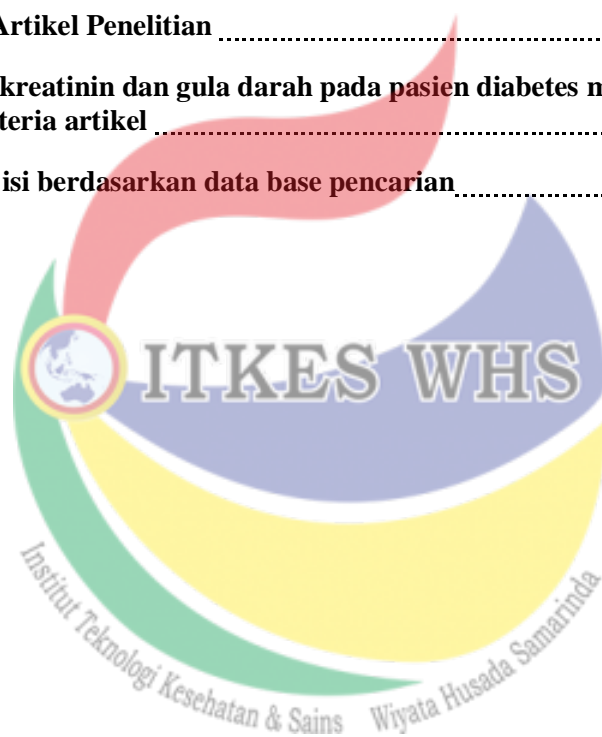 Artikel Penelitian ........................................
kreatinin dan gula darah pada pasien diabetes m
teria artikel ........................................
isi berdasarkan data base pencarian ........................................
ITKES WHS
Institut Teknologi Kesehatan & Sains Wiyata Husada Samarinda